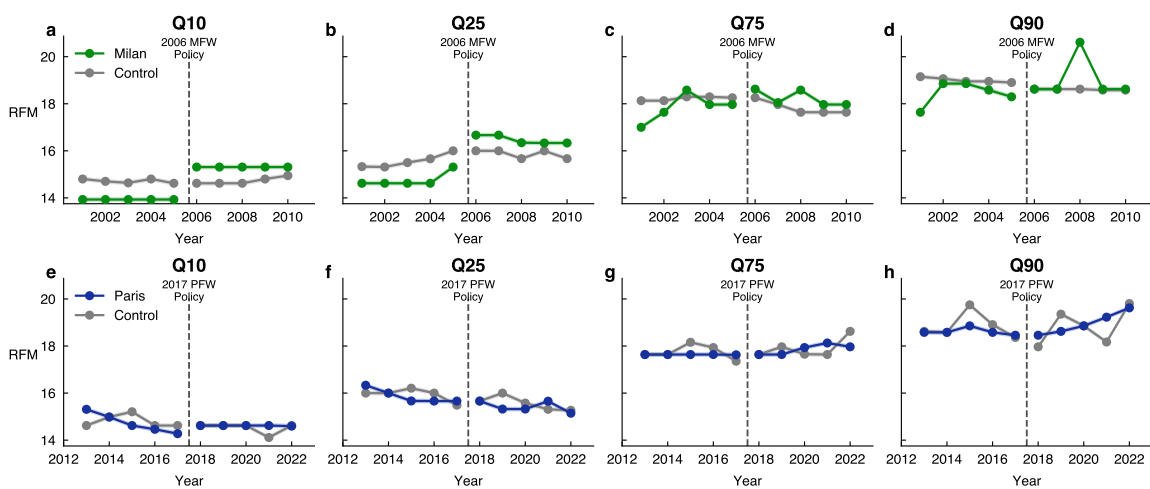 a Q10 b Q25 c Q75 d Q90
2006 MFW 2006 MFW 2006 MFW 2006 MFW
Policy Policy Policy Policy
Milan
Control
RFM
20
18
16
14
2002 2004 2006 2008 2010 2002 2004 2006 2008 2010 2002 2004 2006 2008 2010 2002 2004 2006 2008 2010
Year Year Year Year
e Q10 f Q25 g Q75 h Q90
2017 PFW 2017 PFW 2017 PFW 2017 PFW
Policy Policy Policy Policy
Paris
Control
RFM
20
18
16
14
2012 2014 2016 2018 2020 2022 2012 2014 2016 2018 2020 2022 2012 2014 2016 2018 2020 2022 2012 2014 2016 2018 2020 2022
Year Year Year Year